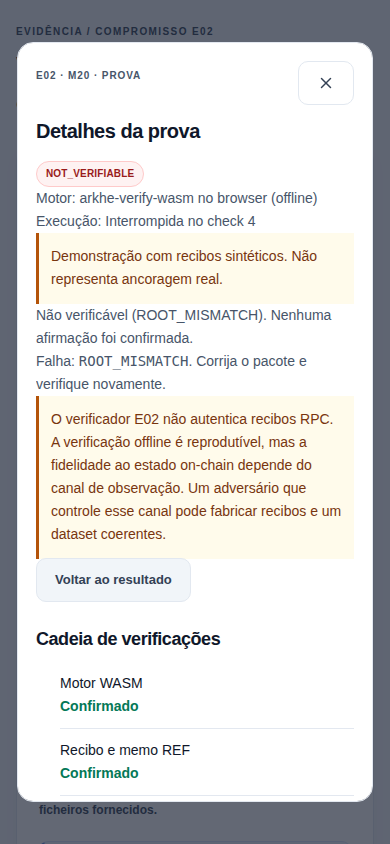 EVIDÊNCIA / COMPROMISSO E02
E02 · M20 · PROVA
Detalhes da prova
NOT_VERIFIABLE
Motor: arkhe-verify-wasm no browser (offline)
Execução: Interrompida no check 4
Demonstração com recibos sintéticos. Não
representa ancoragem real.
Não verificável (ROOT_MISMATCH). Nenhuma
afirmação foi confirmada.
Falha: ROOT_MISMATCH. Corrija o pacote e
verifique novamente.
O verificador E02 não autentica recibos RPC.
A verificação offline é reprodutível, mas a
fidelidade ao estado on-chain depende do
canal de observação. Um adversário que
controle esse canal pode fabricar recibos e um
dataset coerentes.
Voltar ao resultado
Cadeia de verificações
Motor WASM
Confirmado
Recibo e memo REF
Confirmado
ficheiros fornecidos.